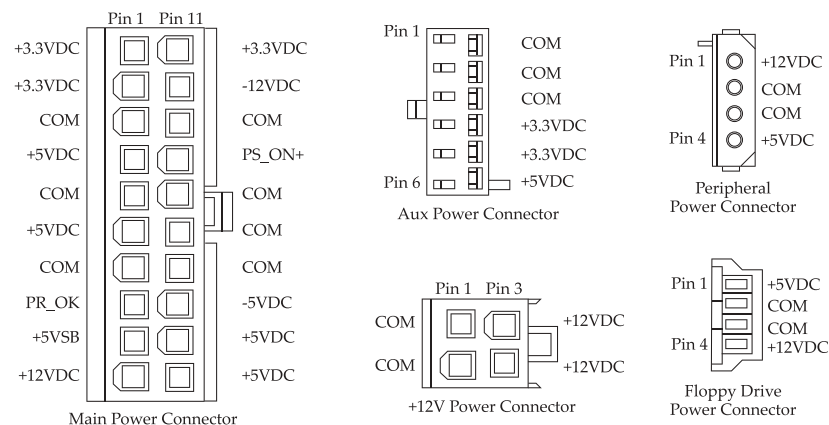 Pin 1 Pin 11
+3.3VDC +3.3VDC
+3.3VDC -12VDC
COM COM
+5VDC PS_ON+
COM COM
+5VDC COM
COM COM
PR_OK -5VDC
+5VSB +5VDC
+12VDC +5VDC
Main Power Connector
Pin 1
COM
COM
COM
+3.3VDC
+3.3VDC
Pin 6 +5VDC
Aux Power Connector
Pin 1 +12VDC
COM
COM
Pin 4 +5VDC
Peripheral
Power Connector
Pin 1 Pin 3
COM +12VDC
COM +12VDC
+12V Power Connector
Pin 1 +5VDC
COM
COM
Pin 4 +12VDC
Floppy Drive
Power Connector